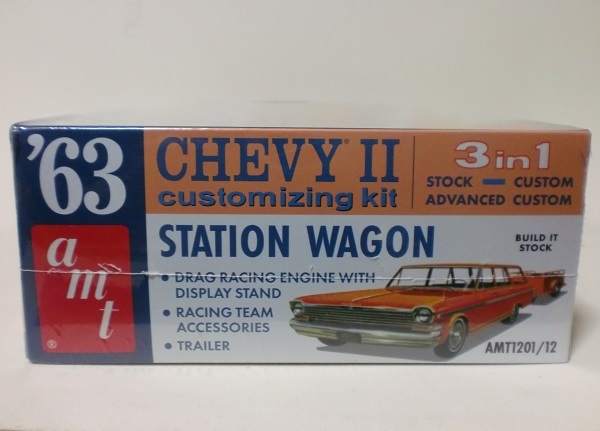 '63
CHEVY II
customizing kit
3 in 1
STOCK — CUSTOM
ADVANCED CUSTOM
amt
®
STATION WAGON
• DRAG RACING ENGINE WITH
DISPLAY STAND
• RACING TEAM
ACCESSORIES
• TRAILER
BUILD IT
STOCK
AMT1201/12